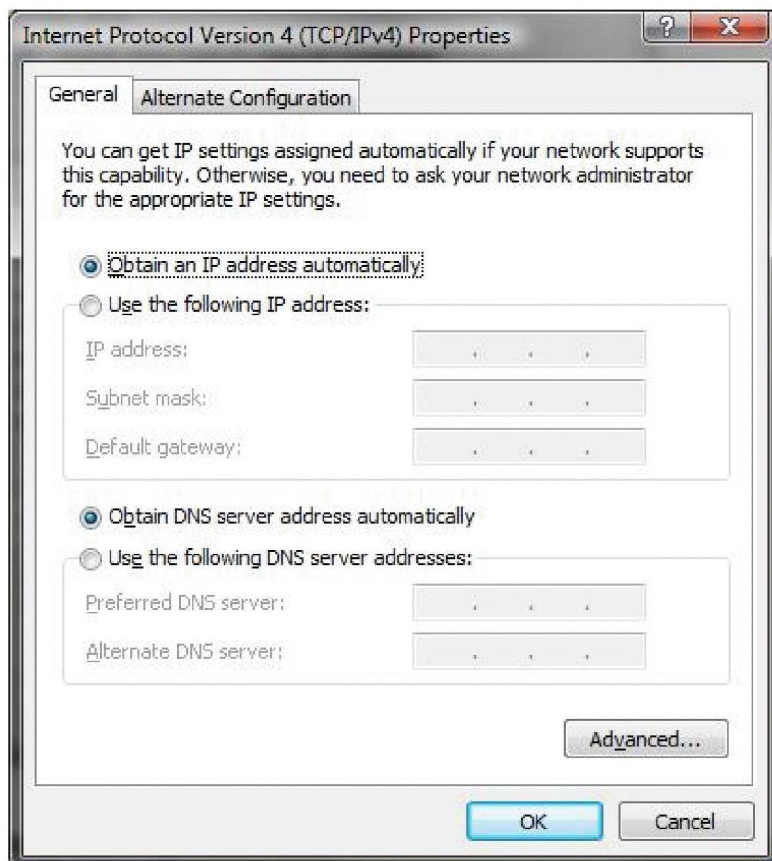 Internet Protocol Version 4 (TCP/IPv4) Properties
General
Alternate Configuration
You can get IP settings assigned automatically if your network supports
this capability. Otherwise, you need to ask your network administrator
for the appropriate IP settings.
Obtain an IP address automatically
Use the following IP address:
IP address:
Subnet mask:
Default gateway:
Obtain DNS server address automatically
Use the following DNS server addresses:
Preferred DNS server:
Alternate DNS server:
Advanced...
OK
Cancel